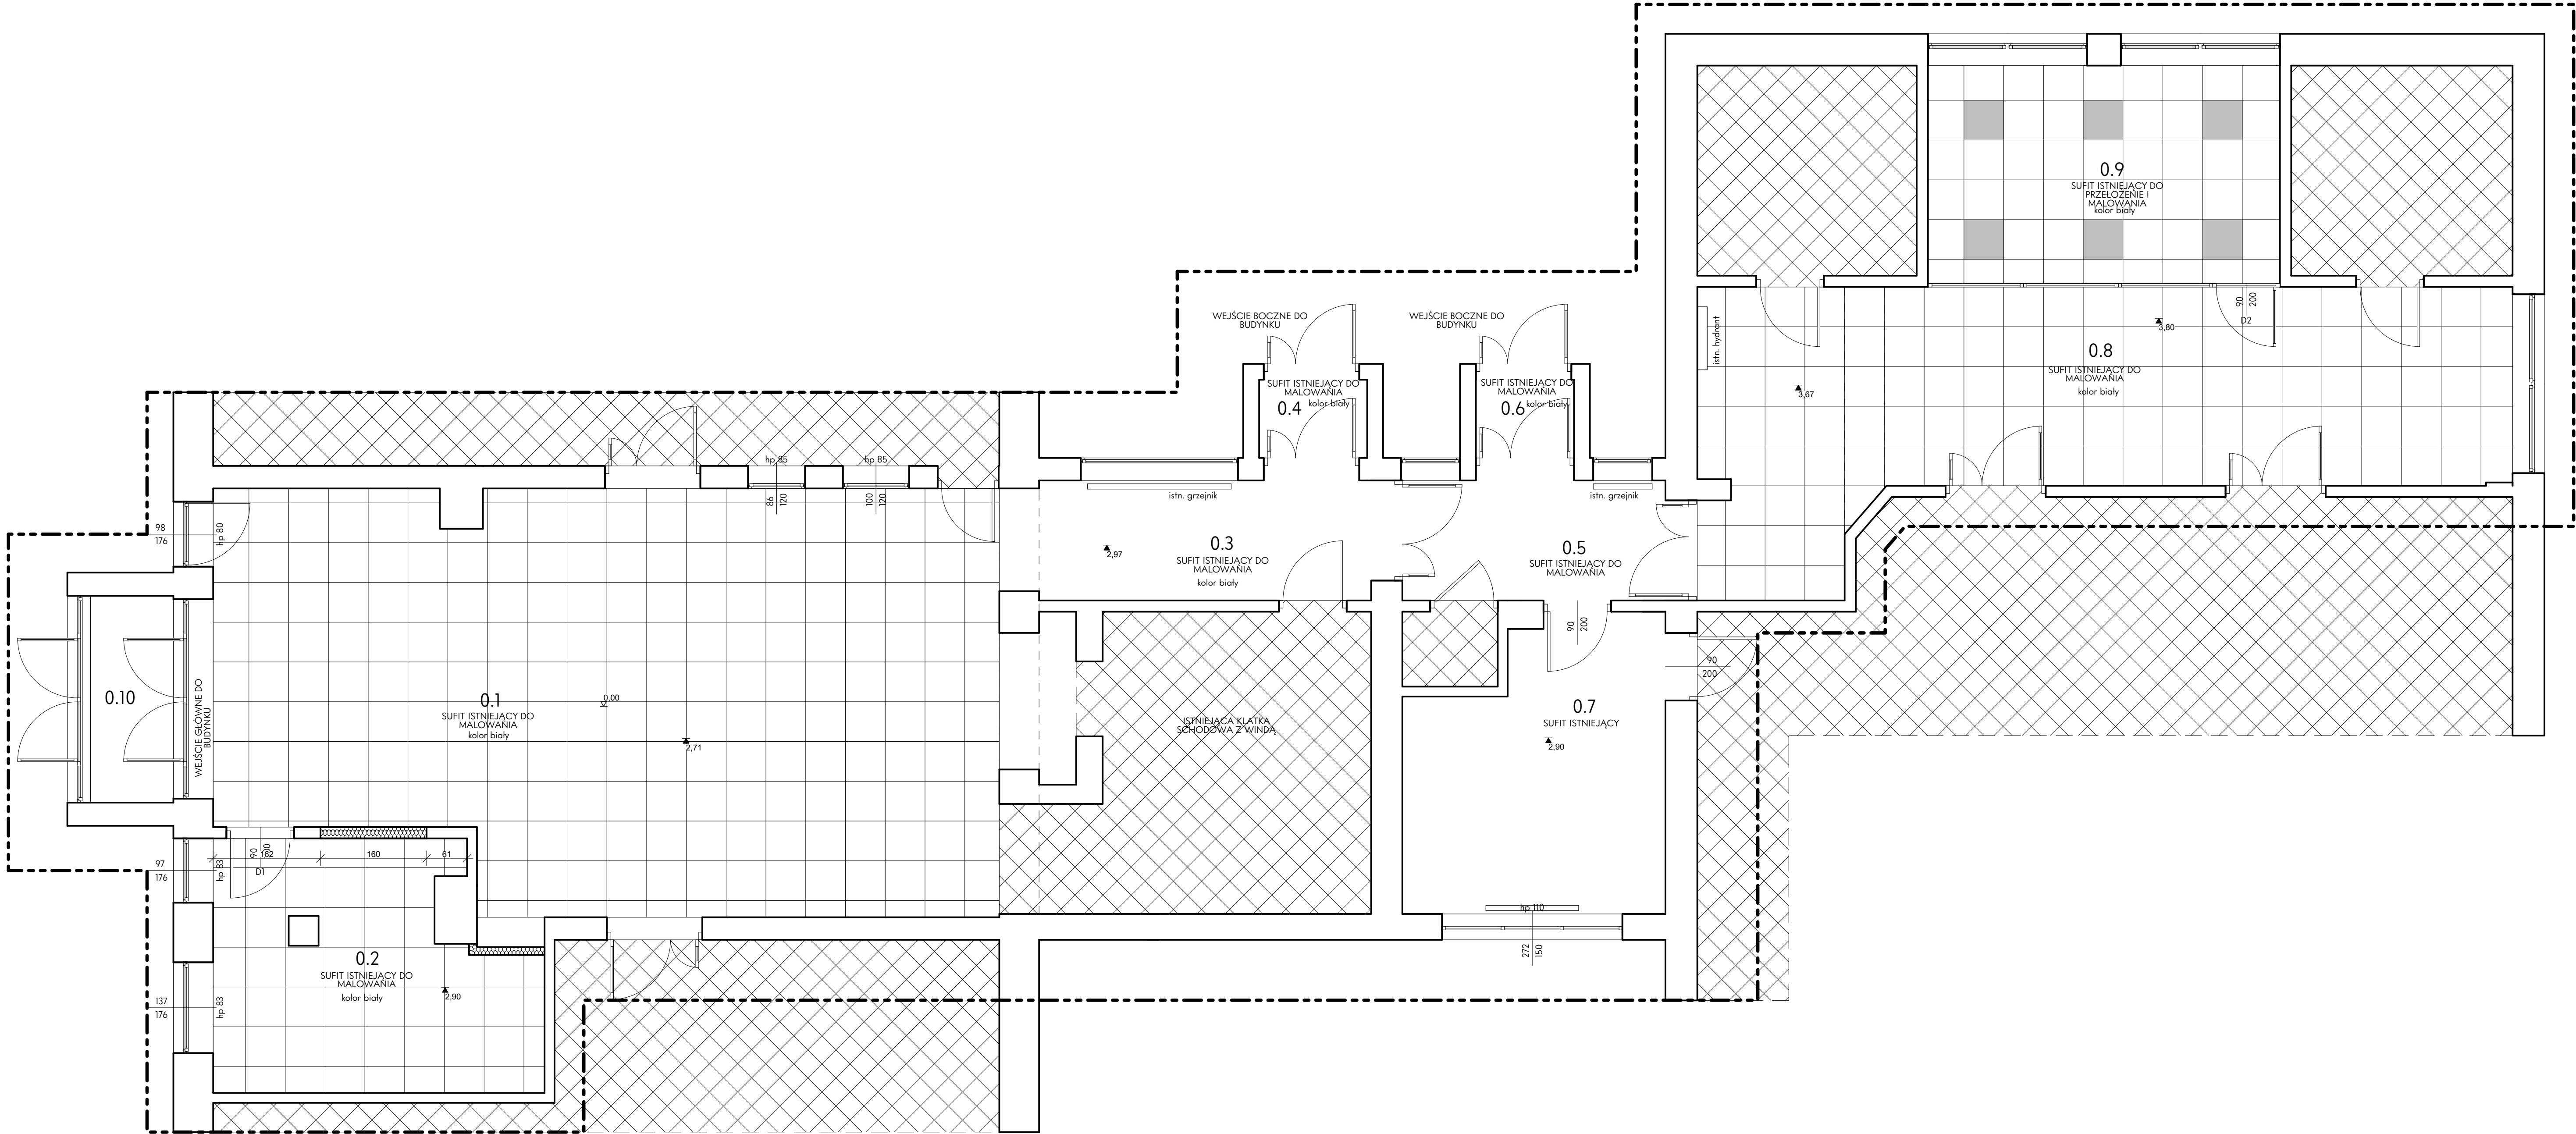 0.9
SUFIT ISTNIEJĄCY DO
PRZEŁOŻENIE I
MALOWANIA
kolor biały
90
200
D2
3,80
istn. hydrant
0.8
SUFIT ISTNIEJĄCY DO
MALOWANIA
kolor biały
3,67
WEJŚCIE BOCZNE DO
BUDYNKU
WEJŚCIE BOCZNE DO
BUDYNKU
SUFIT ISTNIEJĄCY DO
MALOWANIA
kolor biały
0.4
SUFIT ISTNIEJĄCY DO
MALOWANIA
kolor biały
0.6
hp 85
hp 85
86
120
100
120
istn. grzejnik
istn. grzejnik
98
176
hp 80
2,97
0.3
SUFIT ISTNIEJĄCY DO
MALOWANIA
kolor biały
0.5
SUFIT ISTNIEJĄCY DO
MALOWANIA
90
200
90
200
0.10
WEJŚCIE GŁÓWNE DO
BUDYNKU
0.1
SUFIT ISTNIEJĄCY DO
MALOWANIA
kolor biały
0,00
2,71
ISTNIEJĄCA KLATKA
SCHODOWA Z WINDĄ
0.7
SUFIT ISTNIEJĄCY
2,90
97
176
hp 83
90
D1
162
160
61
hp 110
272
150
0.2
SUFIT ISTNIEJĄCY DO
MALOWANIA
kolor biały
2,90
137
176
hp 83